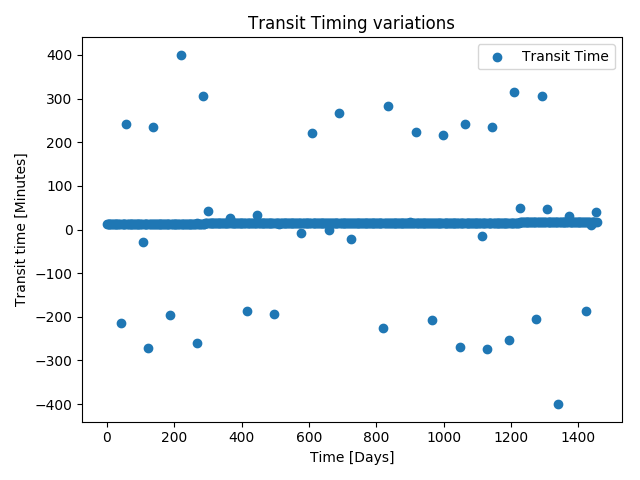 Transit Timing variations
Transit Time
Transit time [Minutes]
400
300
200
100
0
−100
−200
−300
−400
0 200 400 600 800 1000 1200 1400
Time [Days]